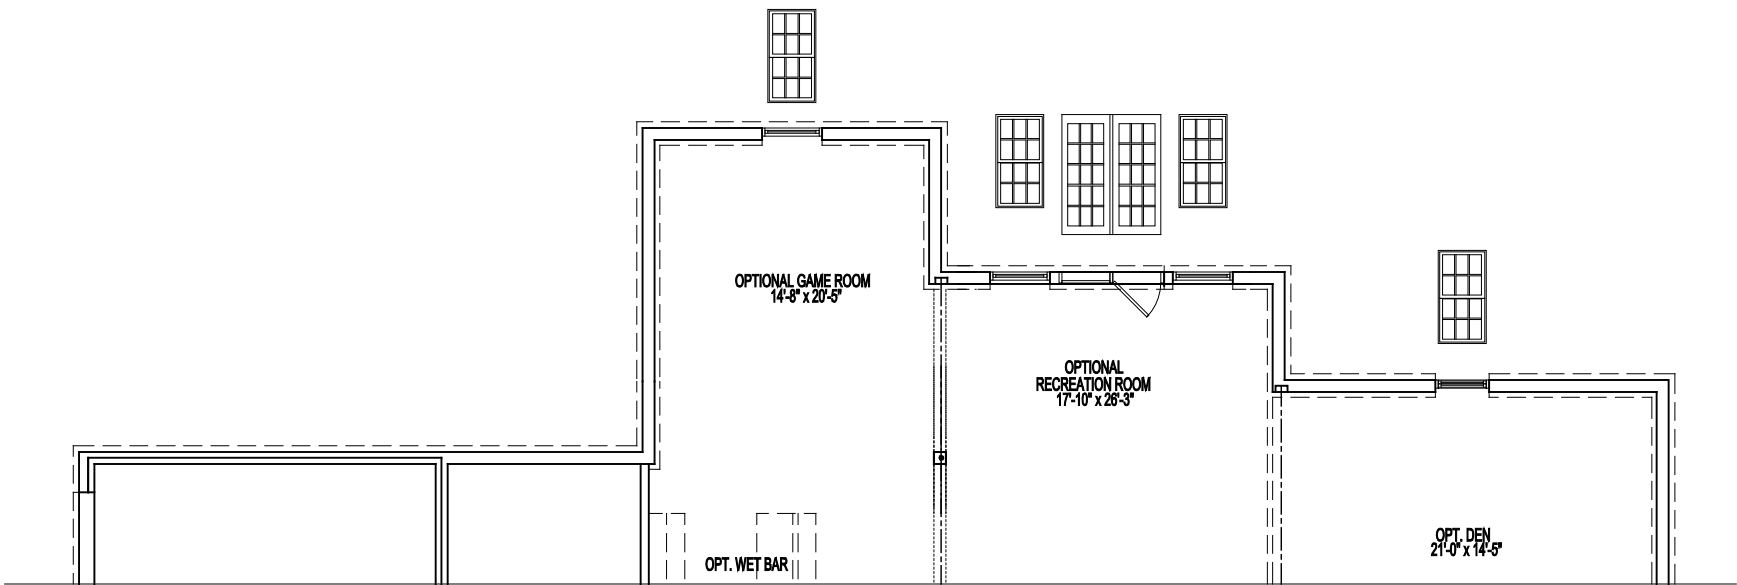 OPTIONAL GAME ROOM
14'-8" x 20'-5"
OPTIONAL
RECREATION ROOM
17'-10" x 26'-3"
OPT. DEN
21'-0" x 14'-5"
OPT. WET BAR